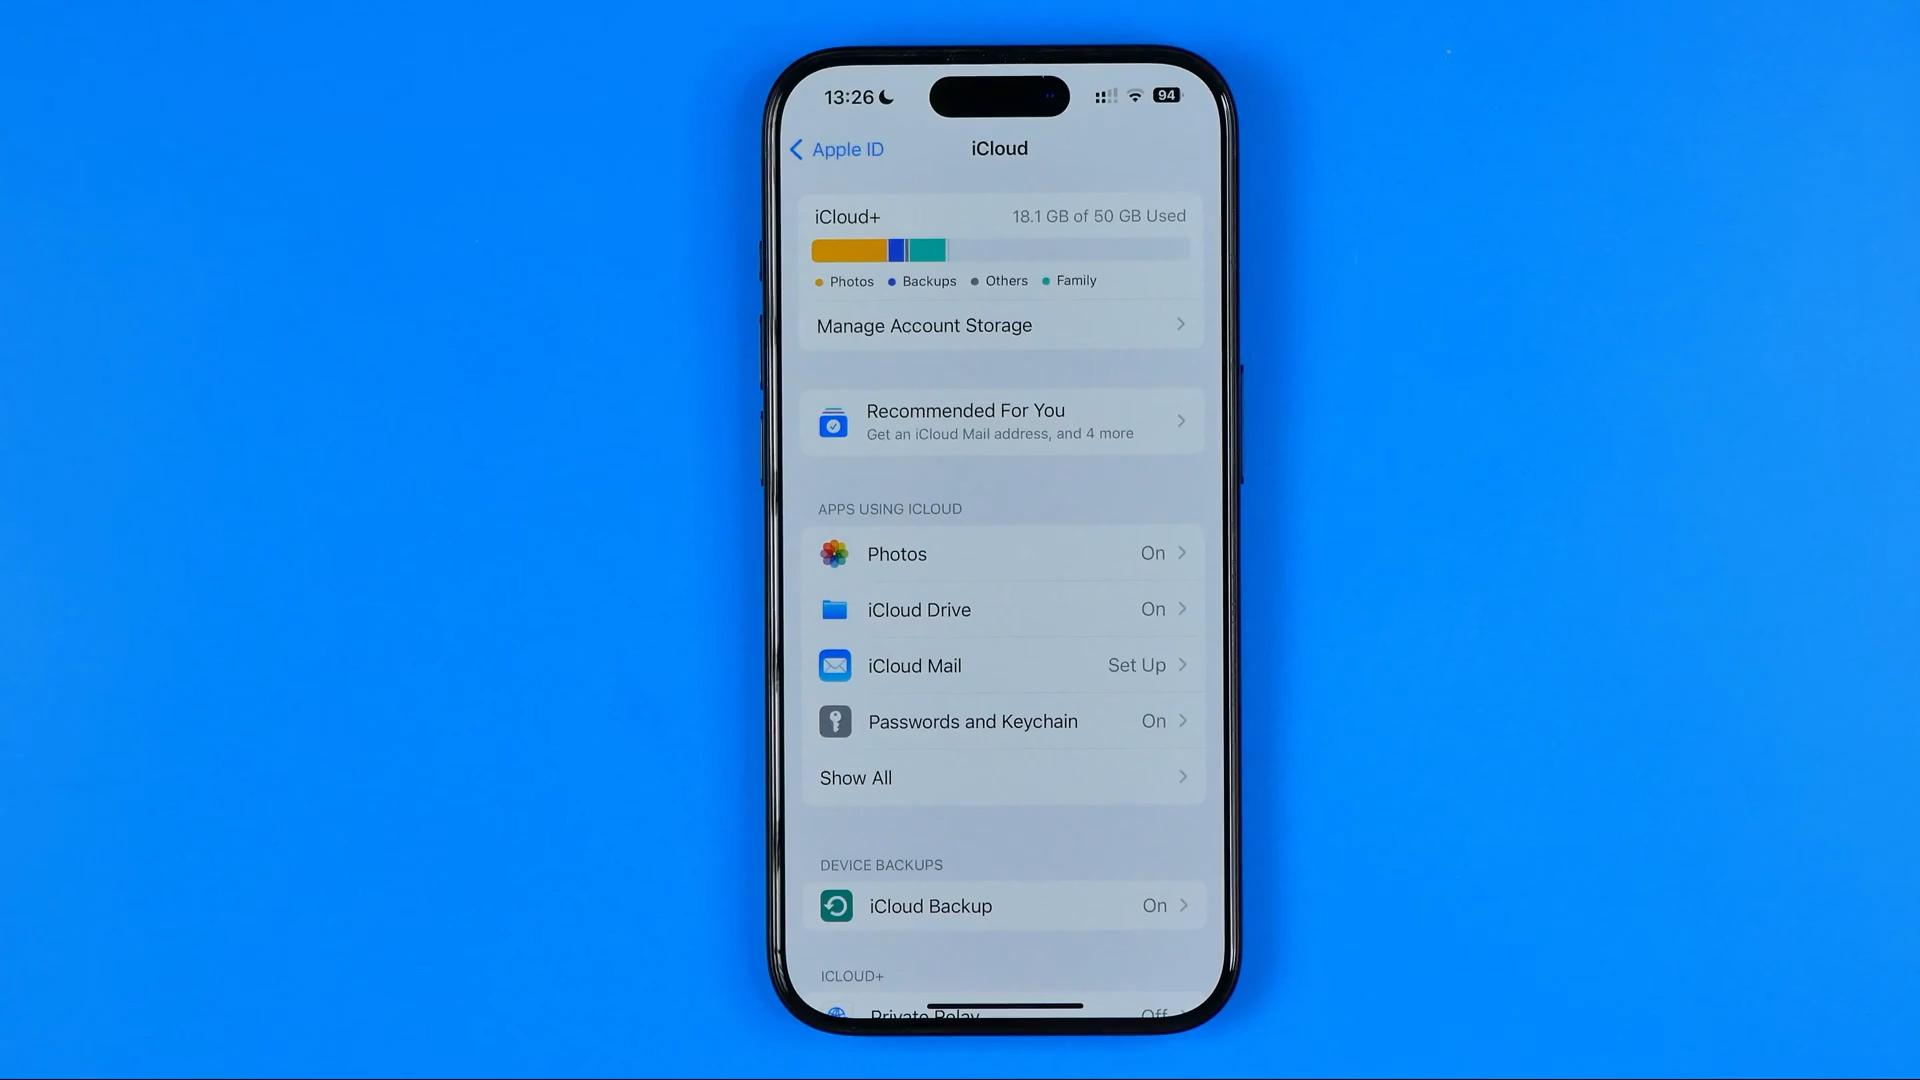 13:26
94
Apple ID
iCloud
iCloud+ 18.1 GB of 50 GB Used
Photos Backups Others Family
Manage Account Storage
Recommended For You
Get an iCloud Mail address, and 4 more
APPS USING ICLOUD
Photos On
iCloud Drive On
iCloud Mail Set Up
Passwords and Keychain On
Show All
DEVICE BACKUPS
iCloud Backup On
ICLOUD+
Private Relay Off